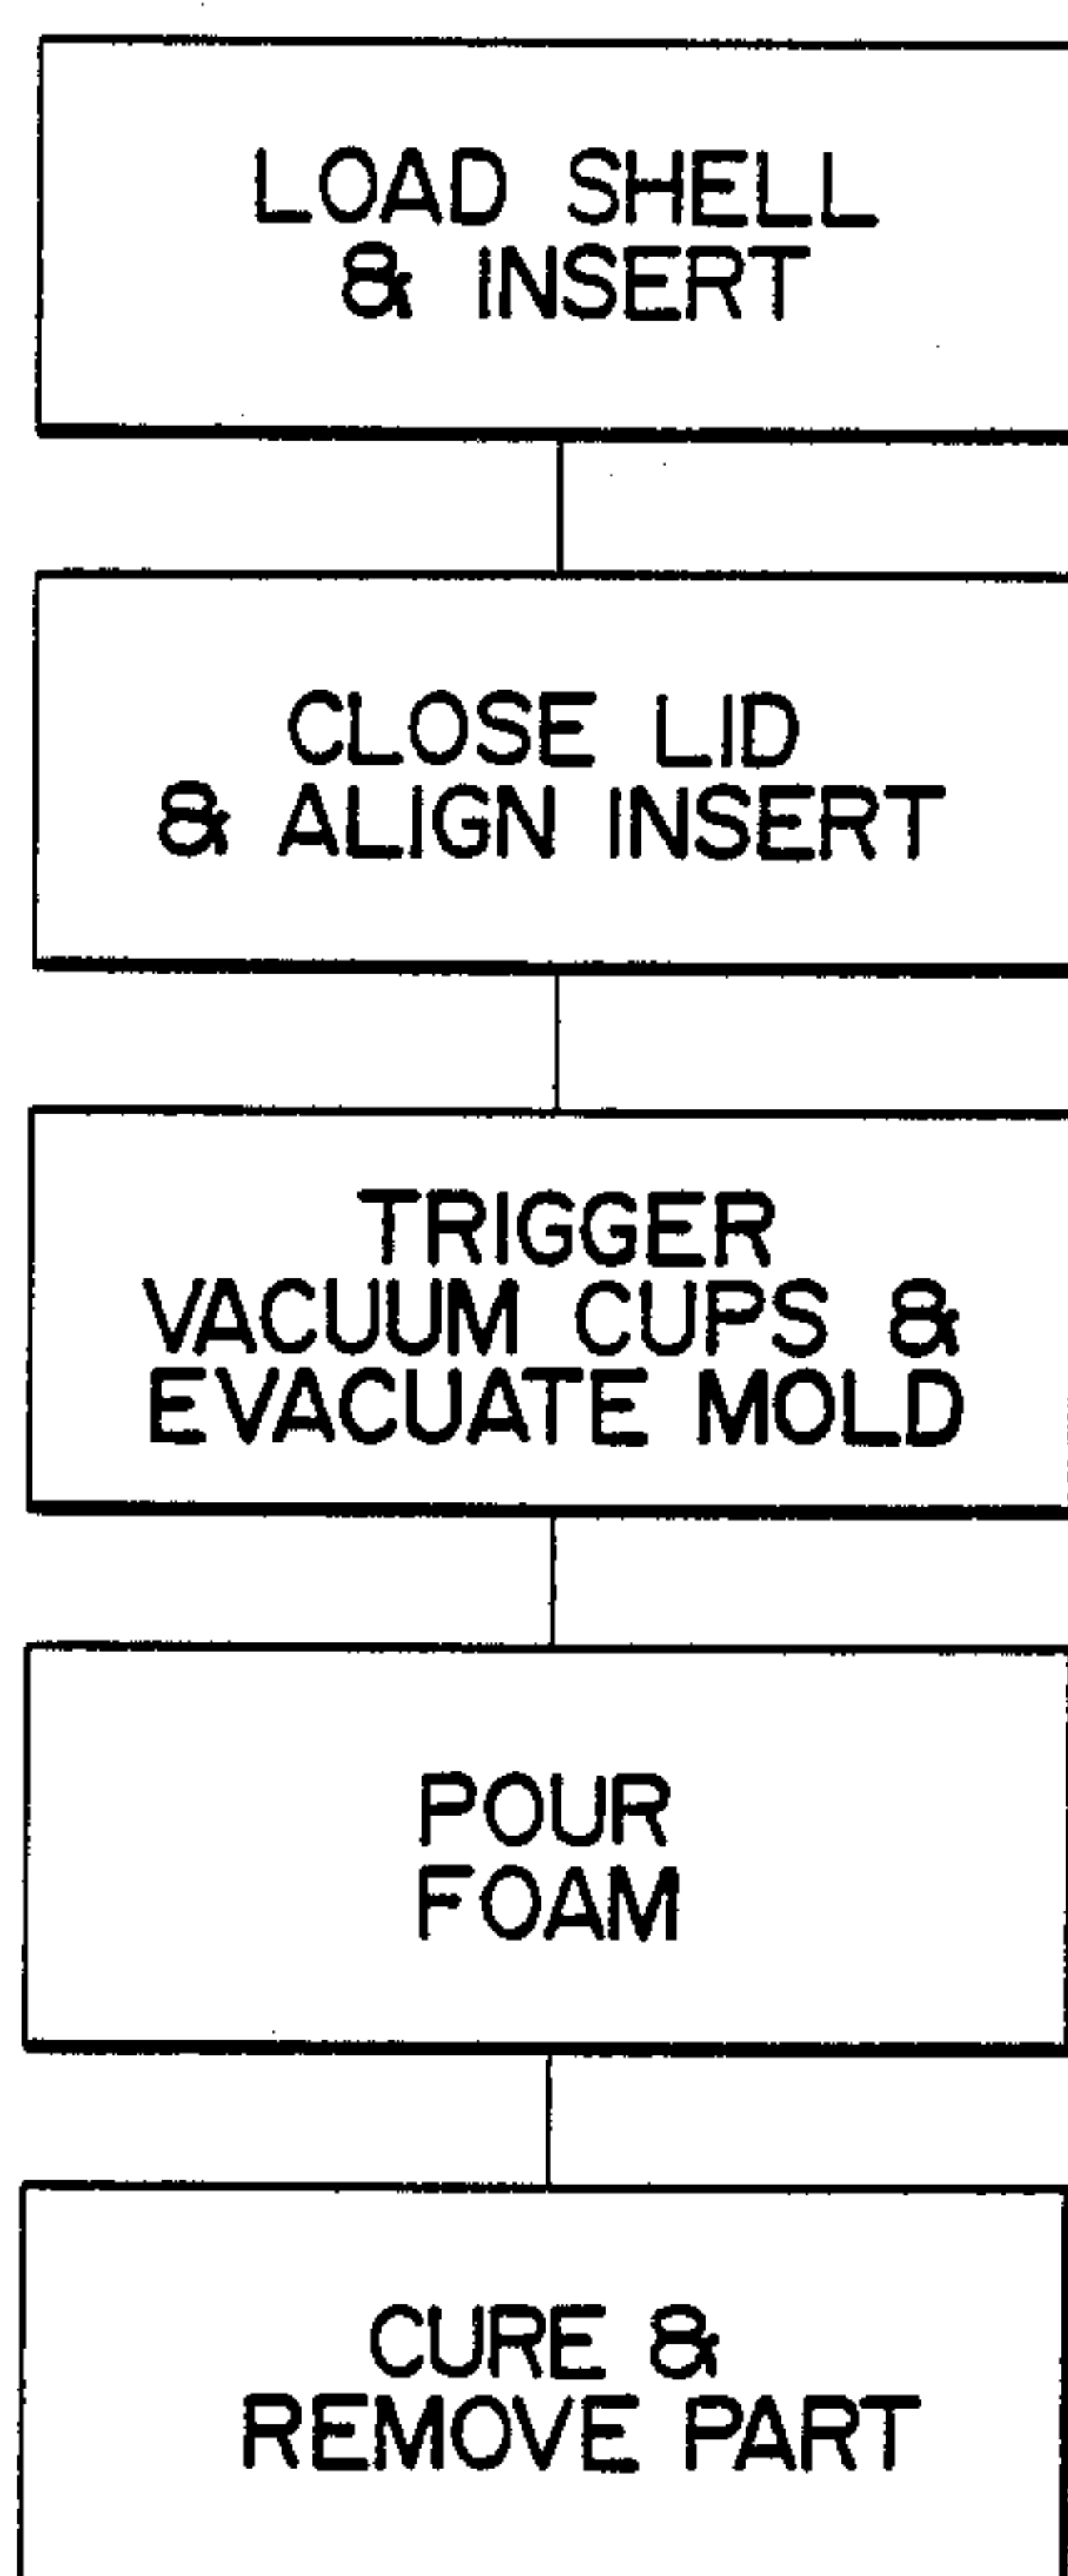 LOAD SHELL
& INSERT
CLOSE LID
& ALIGN INSERT
TRIGGER
VACUUM CUPS &
EVACUATE MOLD
POUR
FOAM
CURE &
REMOVE PART